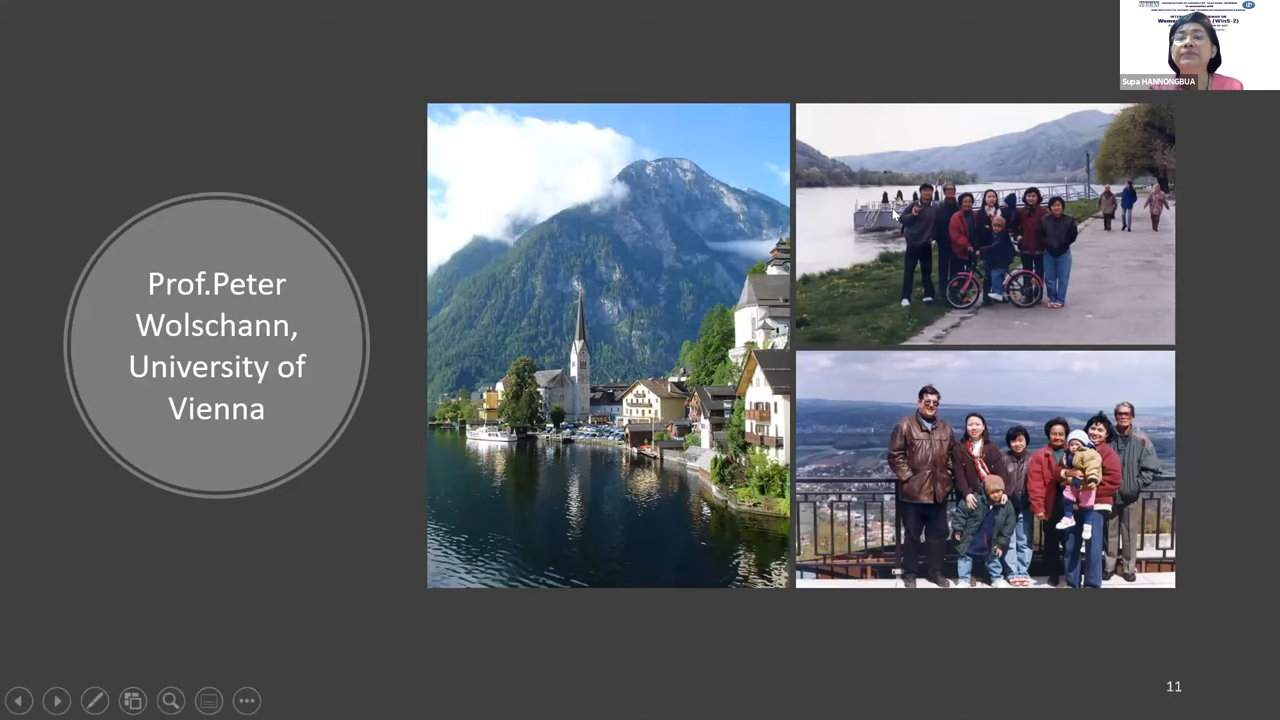 Prof.Peter
Wolschann,
University of
Vienna
Supa HANNONGBUA
11